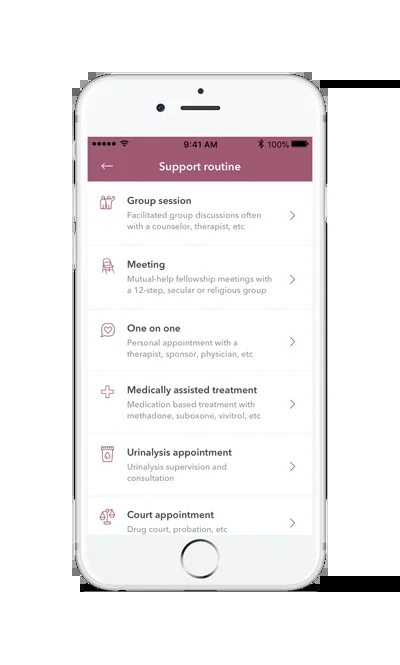 9:41 AM 100%
Support routine
Group session
Facilitated group discussions often
with a counselor, therapist, etc
Meeting
Mutual-help fellowship meetings with
a 12-step, secular or religious group
One on one
Personal appointment with a
therapist, sponsor, physician, etc
Medically assisted treatment
Medication based treatment with
methadone, suboxone, vivitrol, etc
Urinalysis appointment
Urinalysis supervision and
consultation
Court appointment
Drug court, probation, etc